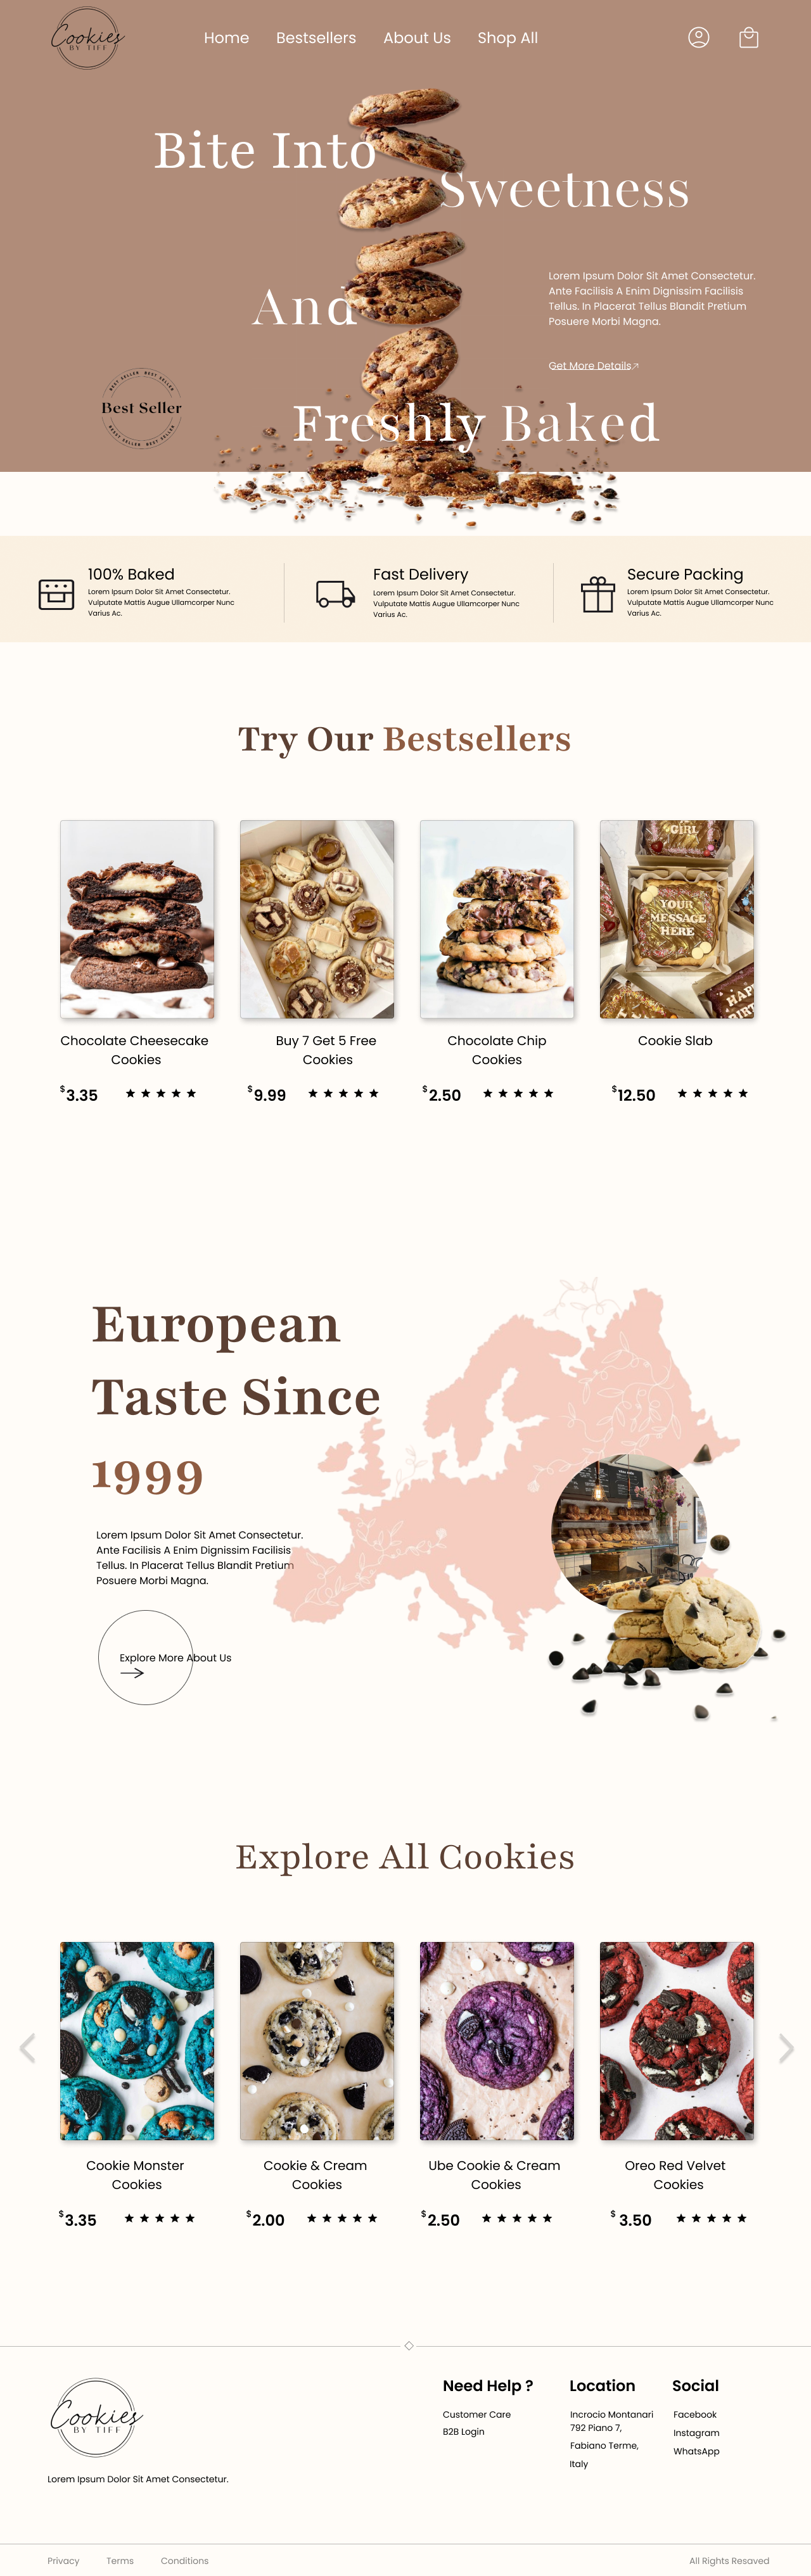 Cookies
BY TIFF
Home Bestsellers About Us Shop All
Bite Into
Sweetness
And
Lorem Ipsum Dolor Sit Amet Consectetur.
Ante Facilisis A Enim Dignissim Facilisis
Tellus. In Placerat Tellus Blandit Pretium
Posuere Morbi Magna.
Get More Details
BEST SELLER BEST SELLER
Best Seller
BEST SELLER BEST SELLER
Freshly Baked
100% Baked
Lorem Ipsum Dolor Sit Amet Consectetur.
Vulputate Mattis Augue Ullamcorper Nunc
Varius Ac.
Fast Delivery
Lorem Ipsum Dolor Sit Amet Consectetur.
Vulputate Mattis Augue Ullamcorper Nunc
Varius Ac.
Secure Packing
Lorem Ipsum Dolor Sit Amet Consectetur.
Vulputate Mattis Augue Ullamcorper Nunc
Varius Ac.
Try Our Bestsellers
GIRL
YOUR
MESSAGE
HERE
Chocolate Cheesecake
Cookies
$3.35
Buy 7 Get 5 Free
Cookies
$9.99
Chocolate Chip
Cookies
$2.50
Cookie Slab
$12.50
European
Taste Since
1999
Lorem Ipsum Dolor Sit Amet Consectetur.
Ante Facilisis A Enim Dignissim Facilisis
Tellus. In Placerat Tellus Blandit Pretium
Posuere Morbi Magna.
Explore More About Us
Explore All Cookies
Cookie Monster
Cookies
$3.35
Cookie & Cream
Cookies
$2.00
Ube Cookie & Cream
Cookies
$2.50
Oreo Red Velvet
Cookies
$ 3.50
Cookies
BY TIFF
Lorem Ipsum Dolor Sit Amet Consectetur.
Need Help ?
Customer Care
B2B Login
Location
Incrocio Montanari
792 Piano 7,
Fabiano Terme,
Italy
Social
Facebook
Instagram
WhatsApp
Privacy Terms Conditions
All Rights Resaved